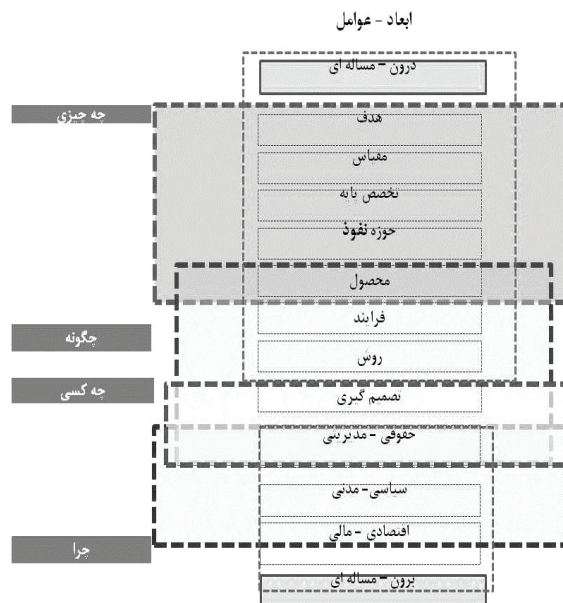 ابعاد - عوامل
درون - مساله ای
چه چیزی
هدف
مقیاس
تخصص پایه
حوزه نفوذ
محصول
فرایند
چگونه
روش
چه کسی
تصمیم گیری
حقوقی - مدیریتی
سیاسی- مدنی
اقتصادی - مالی
چرا
برون - مساله ای